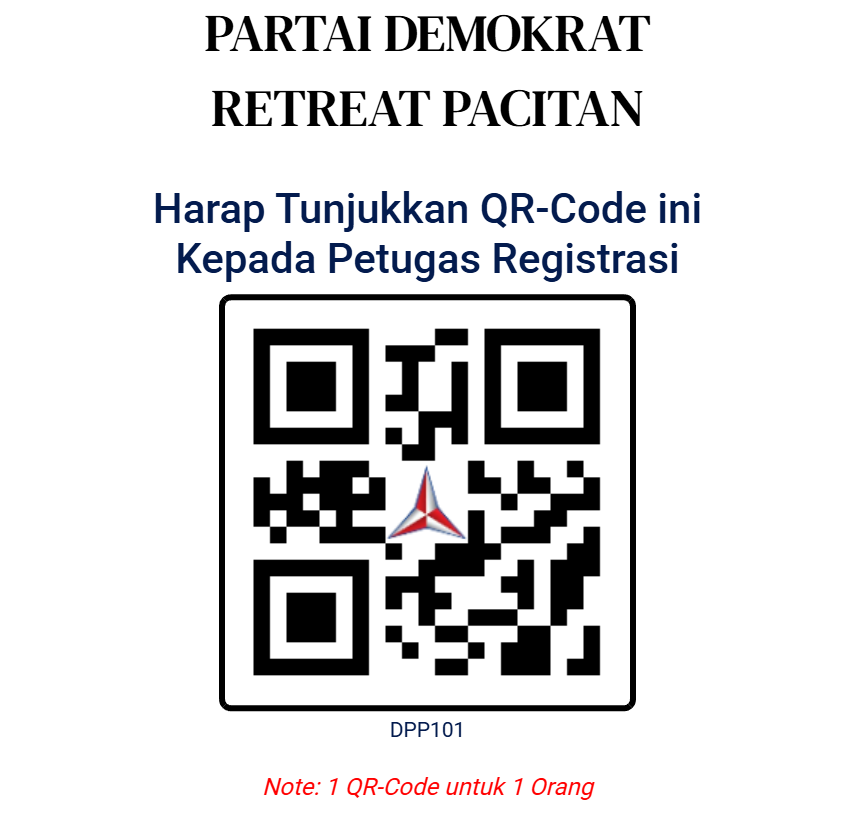 PARTAI DEMOKRAT
RETREAT PACITAN
Harap Tunjukkan QR-Code ini
Kepada Petugas Registrasi
DPP101
Note: 1 QR-Code untuk 1 Orang